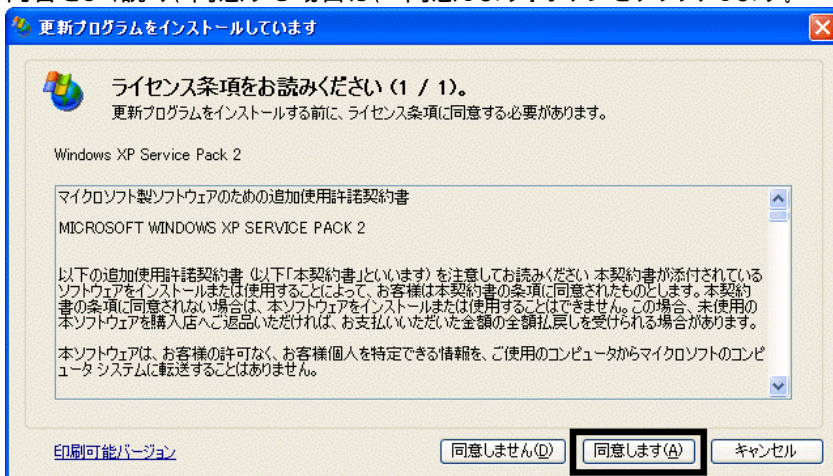 更新プログラムをインストールしています
ライセンス条項をお読みください (1 / 1)。
更新プログラムをインストールする前に、ライセンス条項に同意する必要があります。
Windows XP Service Pack 2
マイクロソフト製ソフトウェアのための追加使用許諾契約書
MICROSOFT WINDOWS XP SERVICE PACK 2
以下の追加使用許諾契約書 (以下「本契約書」といいます) を注意してお読みください 本契約書が添付されている
ソフトウェアをインストールまたは使用することによって、お客様は本契約書の条項に同意されたものとします。本契約
書の条項に同意されない場合は、本ソフトウェアをインストールまたは使用することはできません。この場合、未使用の
本ソフトウェアを購入店へご返品いただければ、お支払いいただいた金額の全額払戻しを受けられる場合があります。
本ソフトウェアは、お客様の許可なく、お客様個人を特定できる情報を、ご使用のコンピュータからマイクロソフトのコンピ
ュータ システムに転送することはありません。
印刷可能バージョン
同意しません(D)
同意します(A)
キャンセル